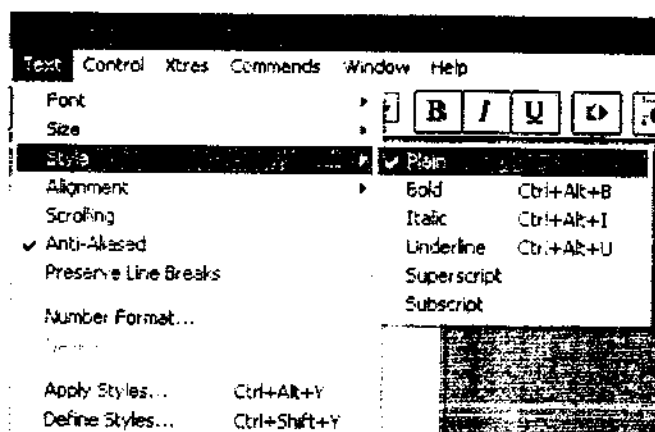 Text Control Xtras Commands Window Help
B I U
Font
Size
Style
Plain
Alignment
Bold Ctrl+Alt+B
Scrolling
Italic Ctrl+Alt+I
Anti-Aliased
Underline Ctrl+Alt+U
Preserve Line Breaks
Superscript
Subscript
Number Format...
Apply Styles... Ctrl+Alt+Y
Define Styles... Ctrl+Shift+Y